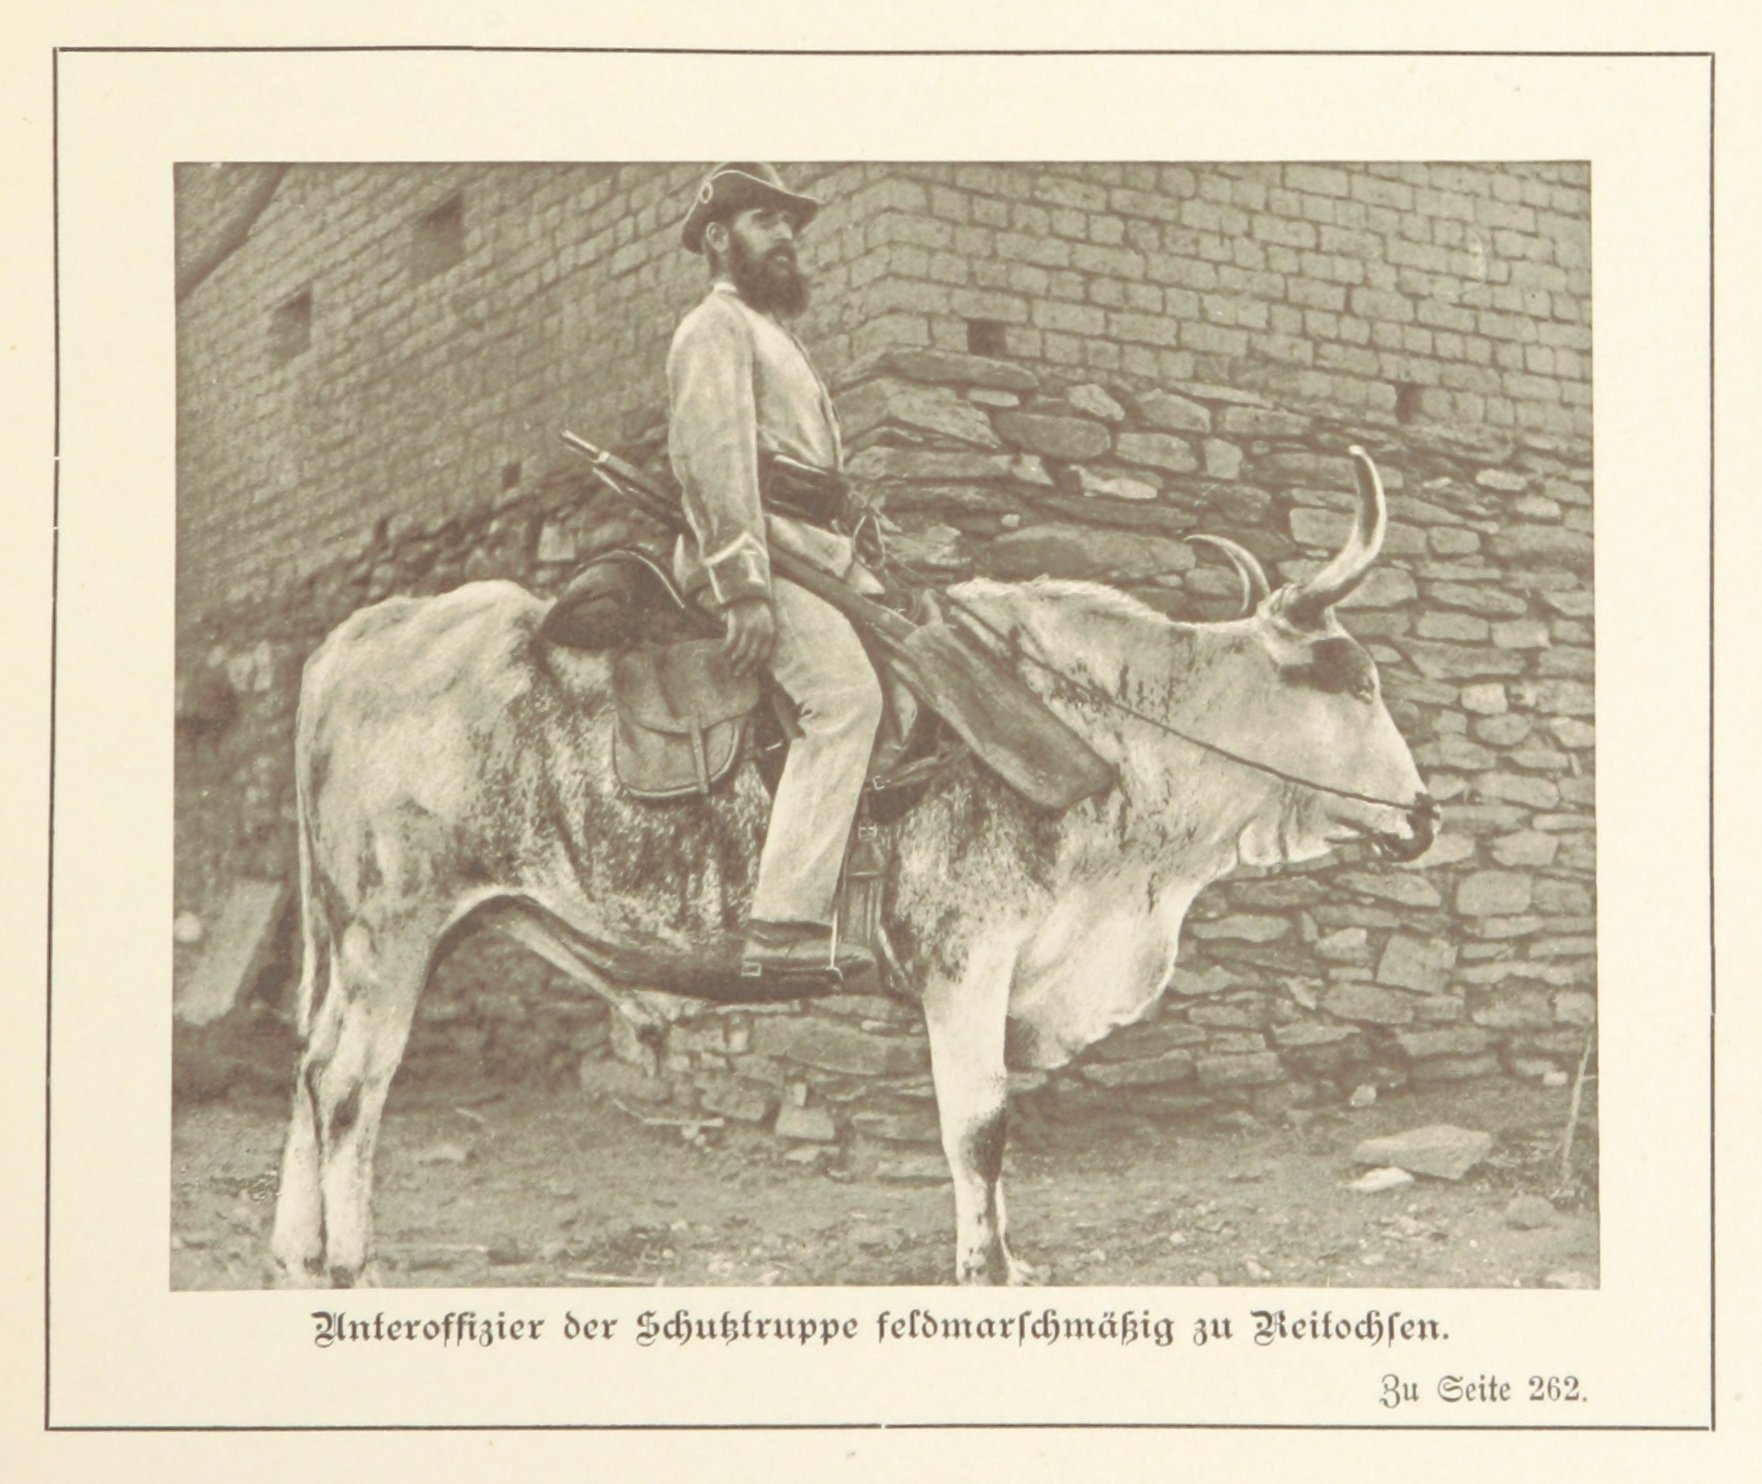 Unteroffizier der Schutztruppe feldmarschmäßig zu Reitochsen.
Zu Seite 262.